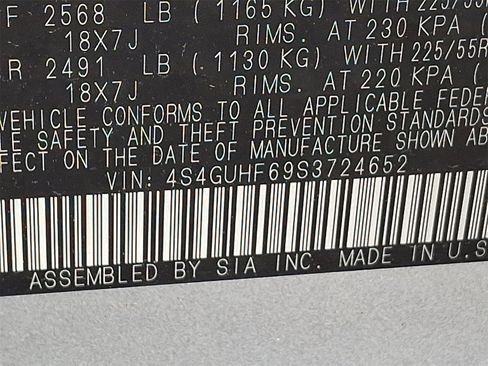 F 2568 LB (1165 KG) WITH 225/55R
18X7J RIMS. AT 230 KPA
R 2491 LB (1130 KG) WITH 225/55R
18X7J RIMS. AT 220 KPA (
VEHICLE CONFORMS TO ALL APPLICABLE FEDER
LE SAFETY AND THEFT PREVENTION STANDARDS
EFFECT ON THE DATE OF MANUFACTURE SHOWN AB
VIN: 4S4GUHF69S3724652
ASSEMBLED BY SIA INC. MADE IN U.S